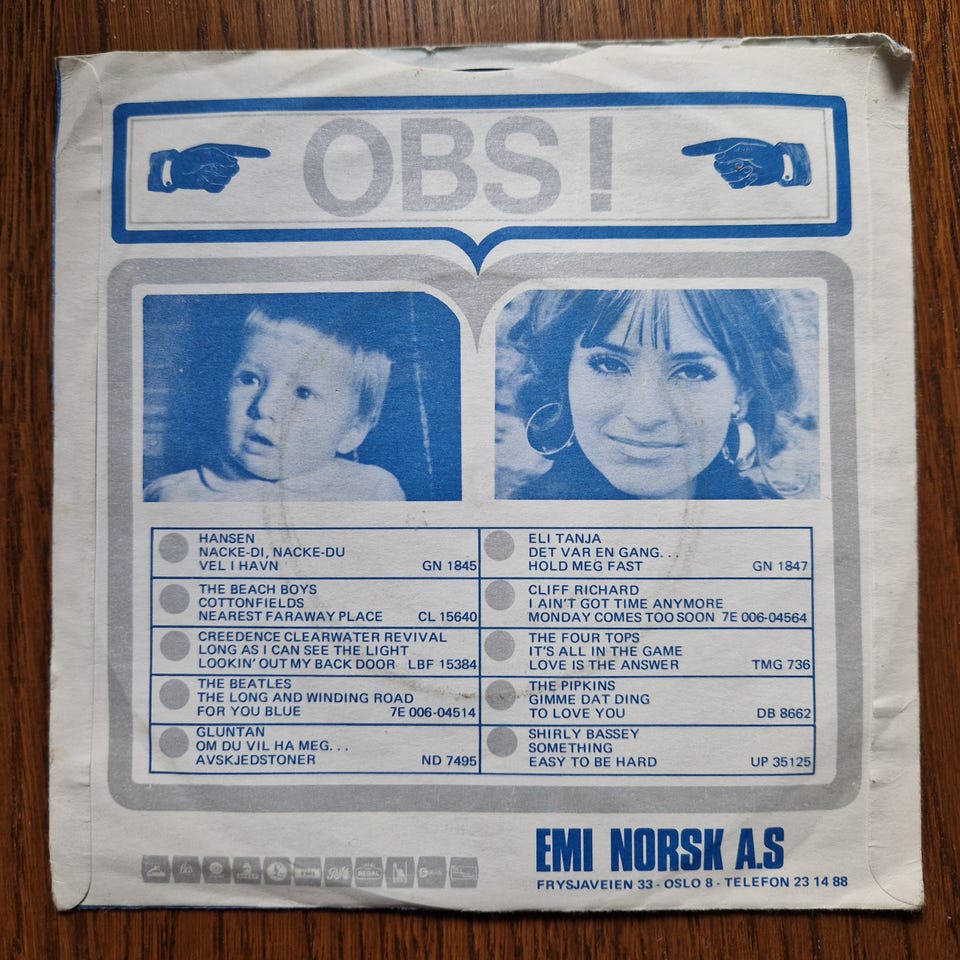 OBS!
HANSEN
NACKE-DI, NACKE-DU
VEL I HAVN GN 1845
THE BEACH BOYS
COTTONFIELDS
NEAREST FARAWAY PLACE CL 15640
CREEDENCE CLEARWATER REVIVAL
LONG AS I CAN SEE THE LIGHT
LOOKIN' OUT MY BACK DOOR LBF 15384
THE BEATLES
THE LONG AND WINDING ROAD
FOR YOU BLUE 7E 006-04514
GLUNTAN
OM DU VIL HA MEG...
AVSKJEDSTONER ND 7495
ELI TANJA
DET VAR EN GANG...
HOLD MEG FAST GN 1847
CLIFF RICHARD
I AIN'T GOT TIME ANYMORE
MONDAY COMES TOO SOON 7E 006-04564
THE FOUR TOPS
IT'S ALL IN THE GAME
LOVE IS THE ANSWER TMG 736
THE PIPKINS
GIMME DAT DING
TO LOVE YOU DB 8662
SHIRLY BASSEY
SOMETHING
EASY TO BE HARD UP 35125
REGAL
EMI NORSK A.S
FRYSJAVEIEN 33 - OSLO 8 - TELEFON 23 14 88